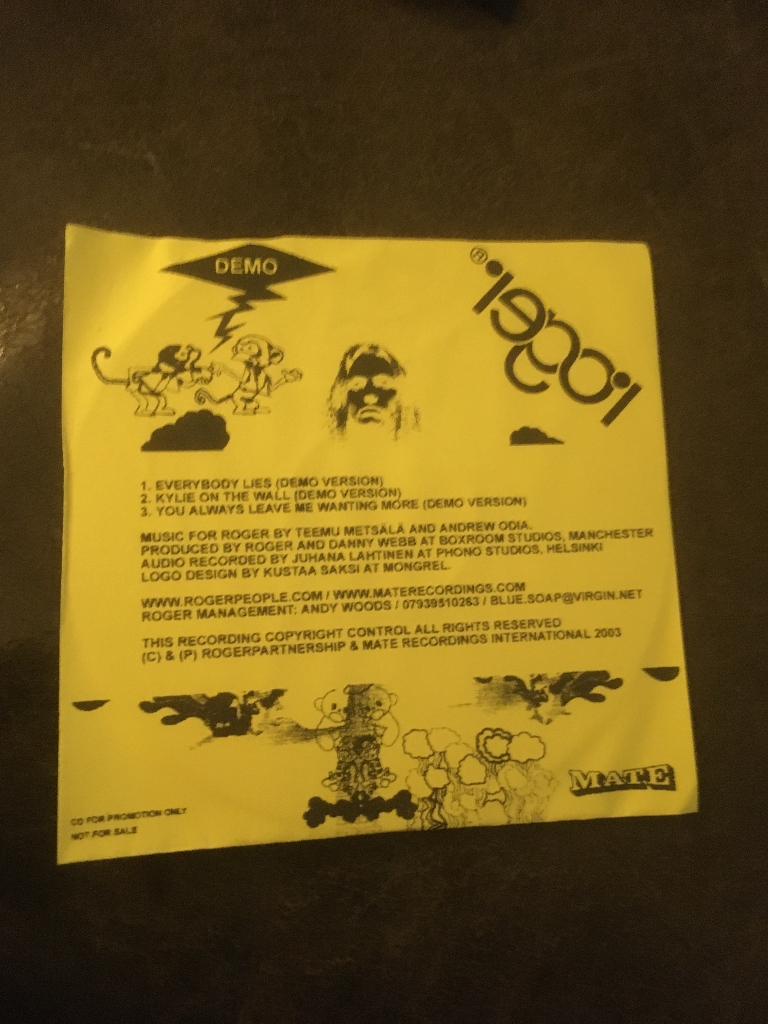 DEMO
roger®
1. EVERYBODY LIES (DEMO VERSION)
2. KYLIE ON THE WALL (DEMO VERSION)
3. YOU ALWAYS LEAVE ME WANTING MORE (DEMO VERSION)
MUSIC FOR ROGER BY TEEMU METSÄLÄ AND ANDREW ODIA.
PRODUCED BY ROGER AND DANNY WEBB AT BOXROOM STUDIOS, MANCHESTER
AUDIO RECORDED BY JUHANA LAHTINEN AT PHONO STUDIOS, HELSINKI
LOGO DESIGN BY KUSTAA SAKSI AT MONGREL.
WWW.ROGERPEOPLE.COM / WWW.MATERECORDINGS.COM
ROGER MANAGEMENT: ANDY WOODS / 07939510263 / BLUE.SOAP@VIRGIN.NET
THIS RECORDING COPYRIGHT CONTROL ALL RIGHTS RESERVED
(C) & (P) ROGERPARTNERSHIP & MATE RECORDINGS INTERNATIONAL 2003
MATE
CD FOR PROMOTION ONLY
NOT FOR SALE